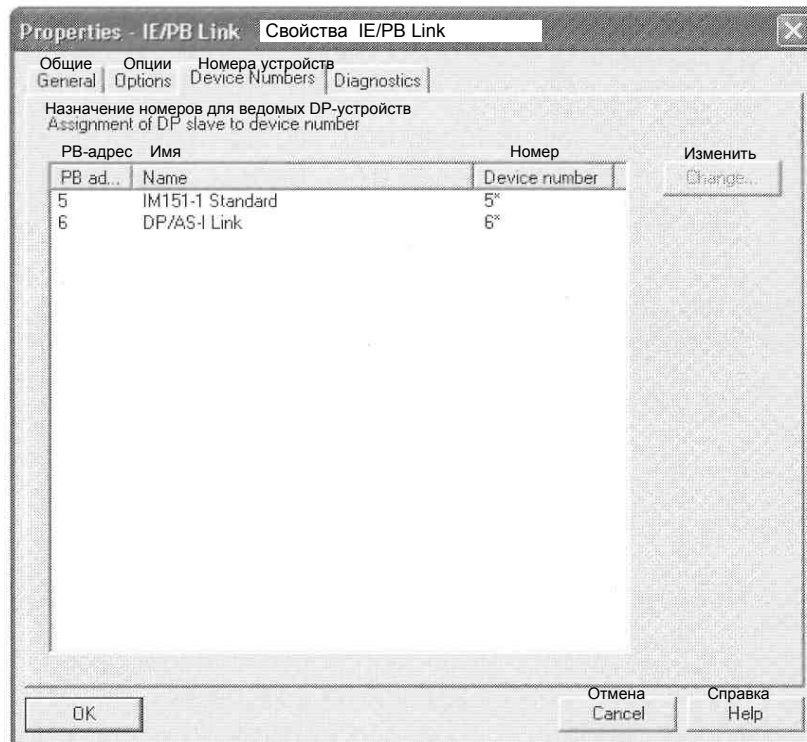 Properties - IE/PB Link Свойства IE/PB Link
Общие Опции Номера устройств
General Options Device Numbers Diagnostics
Назначение номеров для ведомых DP-устройств
Assignment of DP slave to device number
PB-адрес Имя Номер Изменить
PB ad... Name Device number Change...
5 IM151-1 Standard 5*
6 DP/AS-I Link 6*
Отмена Справка
OK Cancel Help